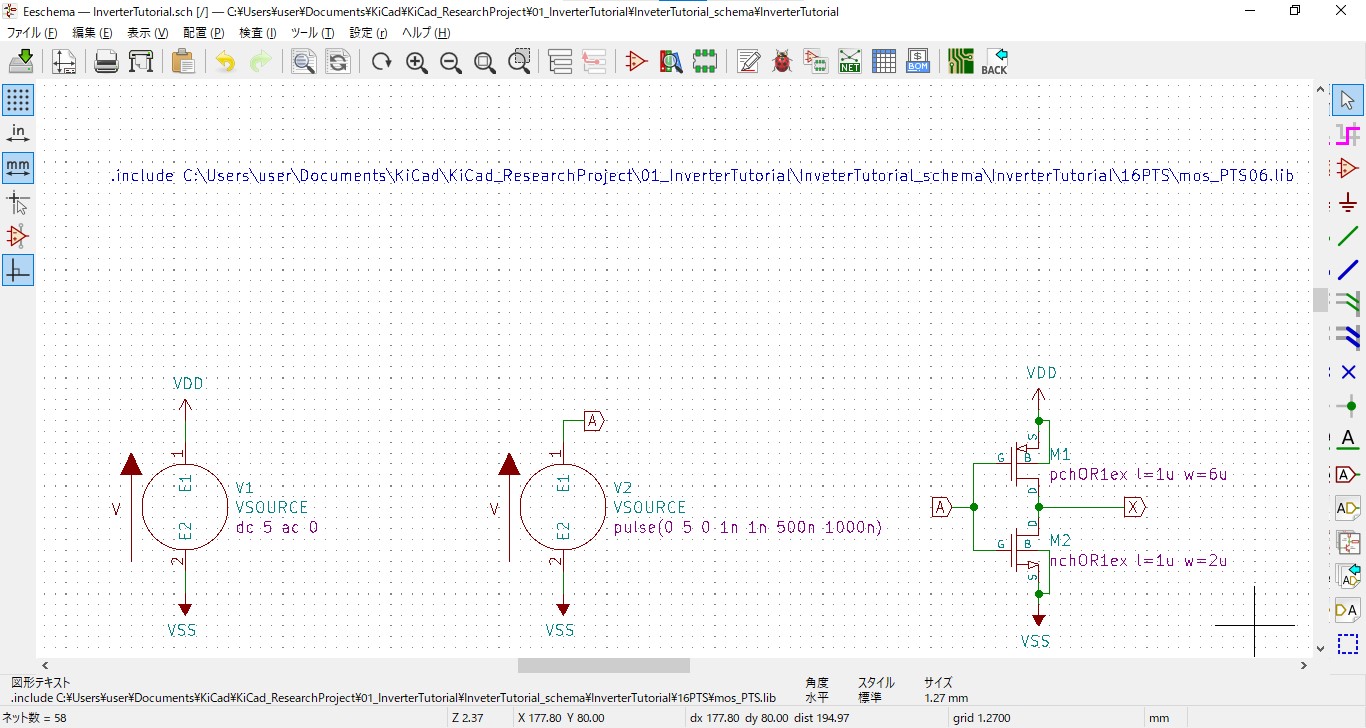 Eeschema — InverterTutorial.sch [/] — C:¥Users¥user¥Documents¥KiCad¥KiCad_ResearchProject¥01_InverterTutorial¥InveterTutorial_schema¥InverterTutorial
ファイル (F) 編集 (E) 表示 (V) 配置 (P) 検査 (I) ツール (T) 設定 (r) ヘルプ (H)
NET
$
BOM
BACK
in
mm
.include C:\Users\user\Documents\KiCad\KiCad_ResearchProject\01_InverterTutorial\InveterTutorial_schema\InverterTutorial\16PTS\mos_PTS06.lib
VDD
1
E1
V
V1
VSOURCE
dc 5 ac 0
E2
2
VSS
A
1
E1
V
V2
VSOURCE
pulse(0 5 0 1n 1n 500n 1000n)
E2
2
VSS
VDD
S
G
B
M1
pchOR1ex l=1u w=6u
D
A
X
D
G
B
M2
nchOR1ex l=1u w=2u
S
VSS
A
A
AD
AD
DA
図形テキスト 角度 スタイル サイズ
.include C:¥Users¥user¥Documents¥KiCad¥KiCad_ResearchProject¥01_InverterTutorial¥InveterTutorial_schema¥InverterTutorial¥16PTS¥mos_PTS.lib 水平 標準 1.27 mm
ネット数 = 58 Z 2.37 X 177.80 Y 80.00 dx 177.80 dy 80.00 dist 194.97 grid 1.2700 mm